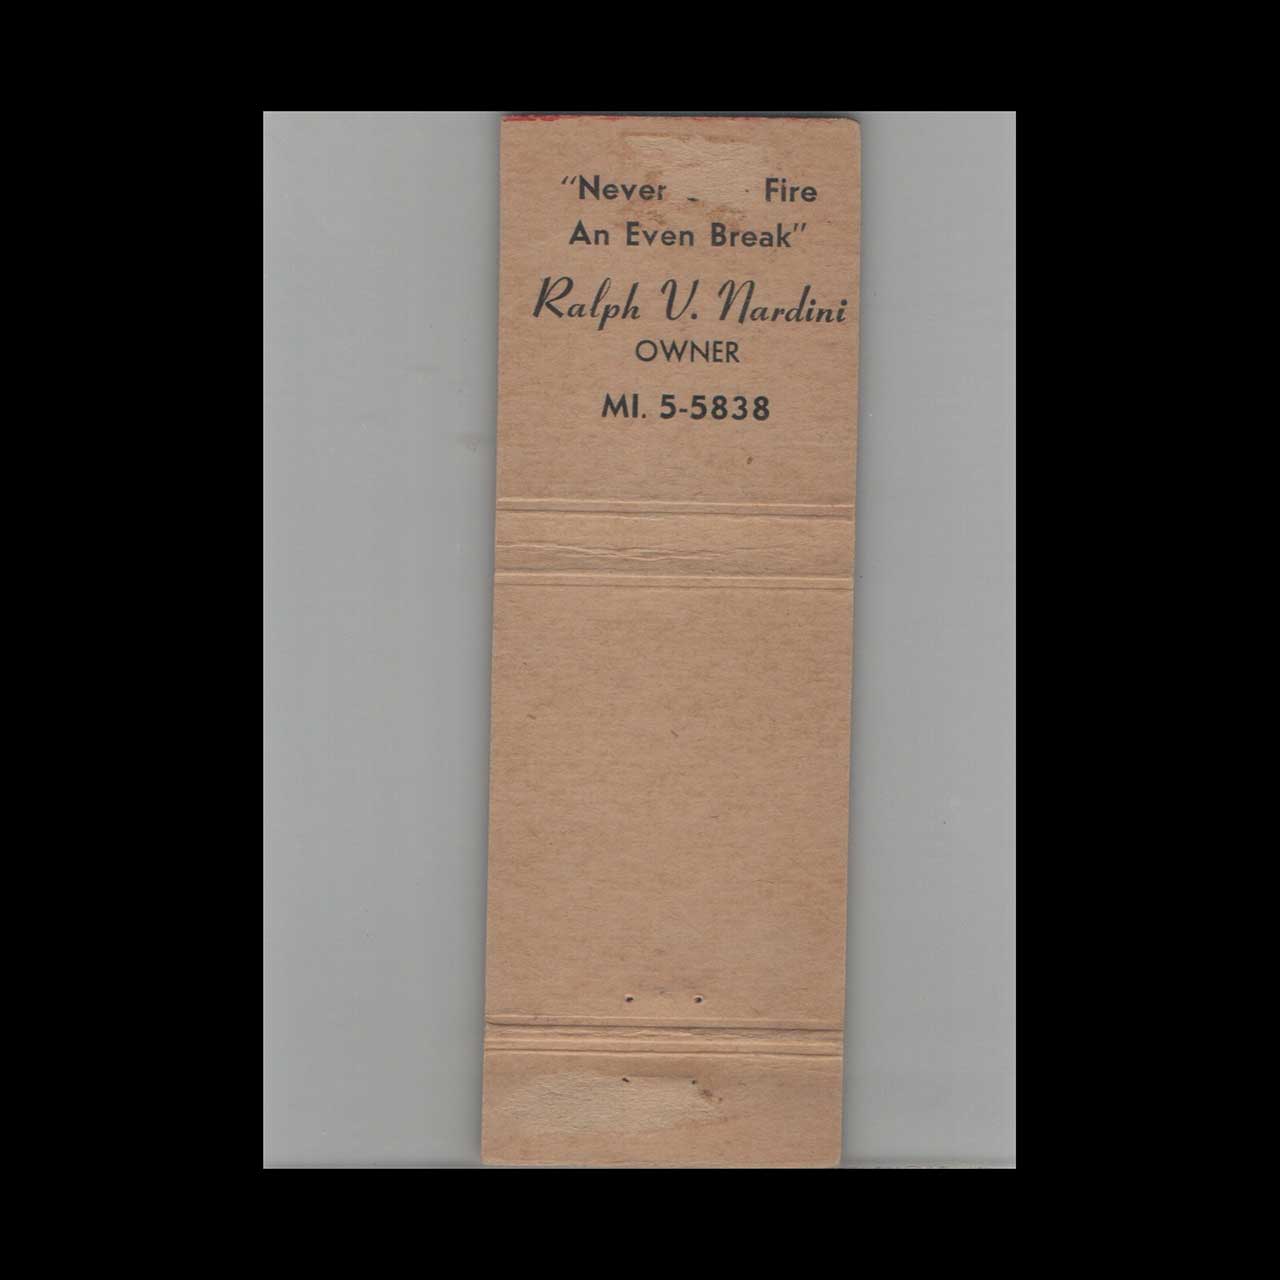 "Never Fire
An Even Break"
Ralph V. Nardini
OWNER
MI. 5-5838